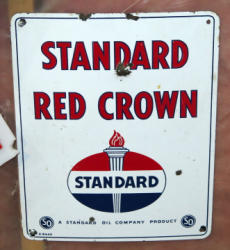 STANDARD
RED CROWN
STANDARD
SO
A STANDARD OIL COMPANY PRODUCT
SO